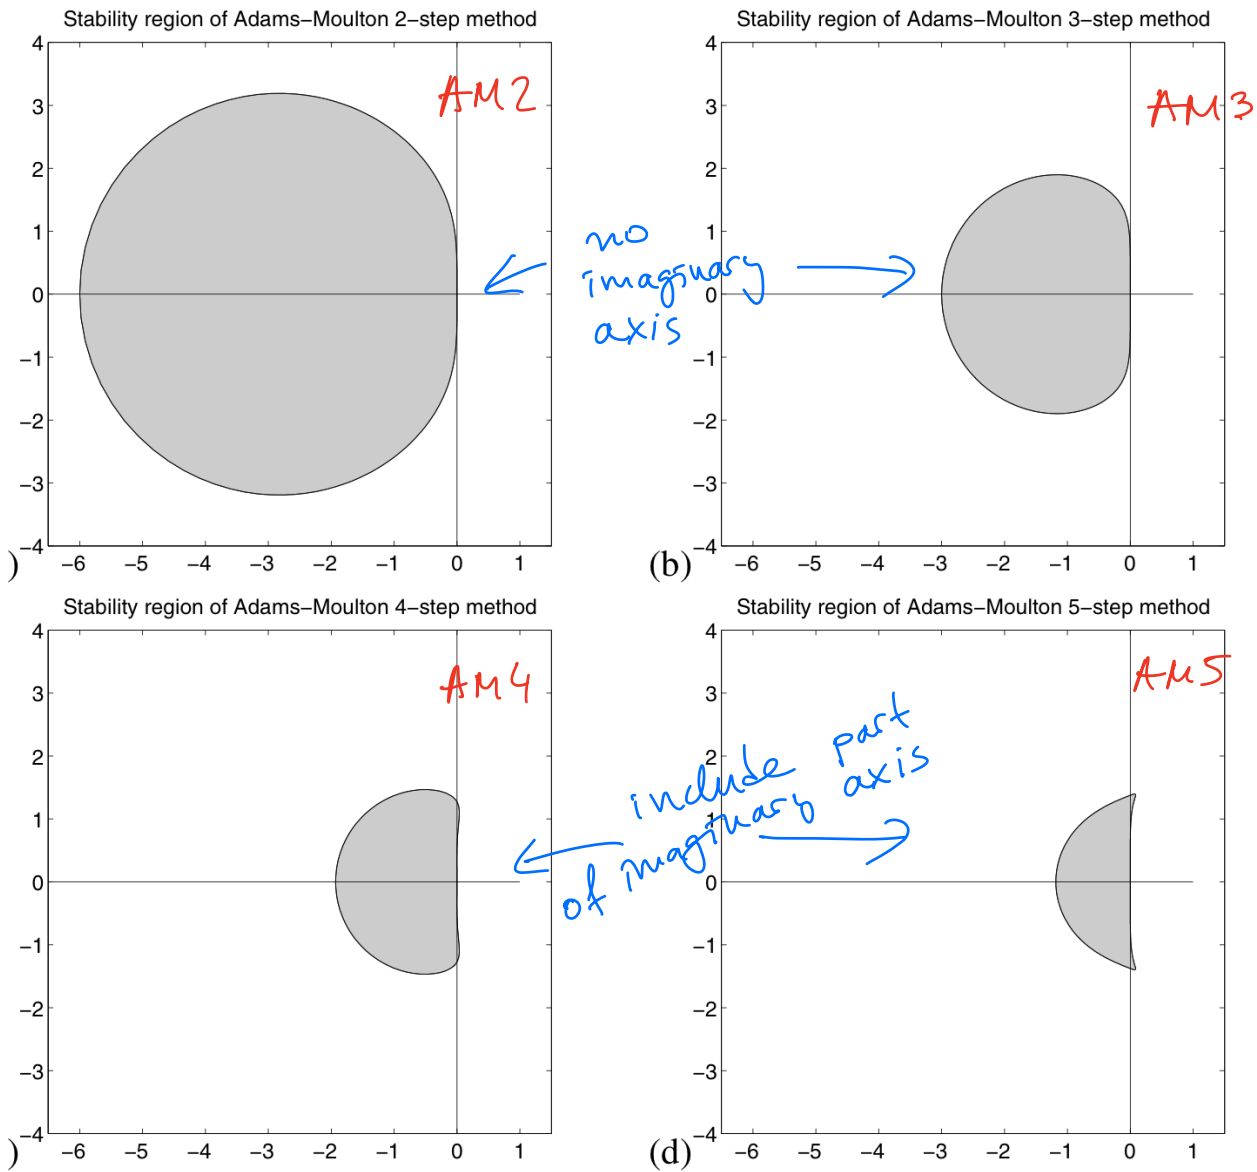 Stability region of Adams−Moulton 2−step method
Stability region of Adams−Moulton 3−step method
4
3
2
1
0
−1
−2
−3
−4
−6 −5 −4 −3 −2 −1 0 1
AM2
)
4
3
2
1
0
−1
−2
−3
−4
−6 −5 −4 −3 −2 −1 0 1
AM3
(b)
no
imaginary
axis
Stability region of Adams−Moulton 4−step method
Stability region of Adams−Moulton 5−step method
4
3
2
1
0
−1
−2
−3
−4
−6 −5 −4 −3 −2 −1 0 1
AM4
)
4
3
2
1
0
−1
−2
−3
−4
−6 −5 −4 −3 −2 −1 0 1
AM5
(d)
include part
of imaginary axis